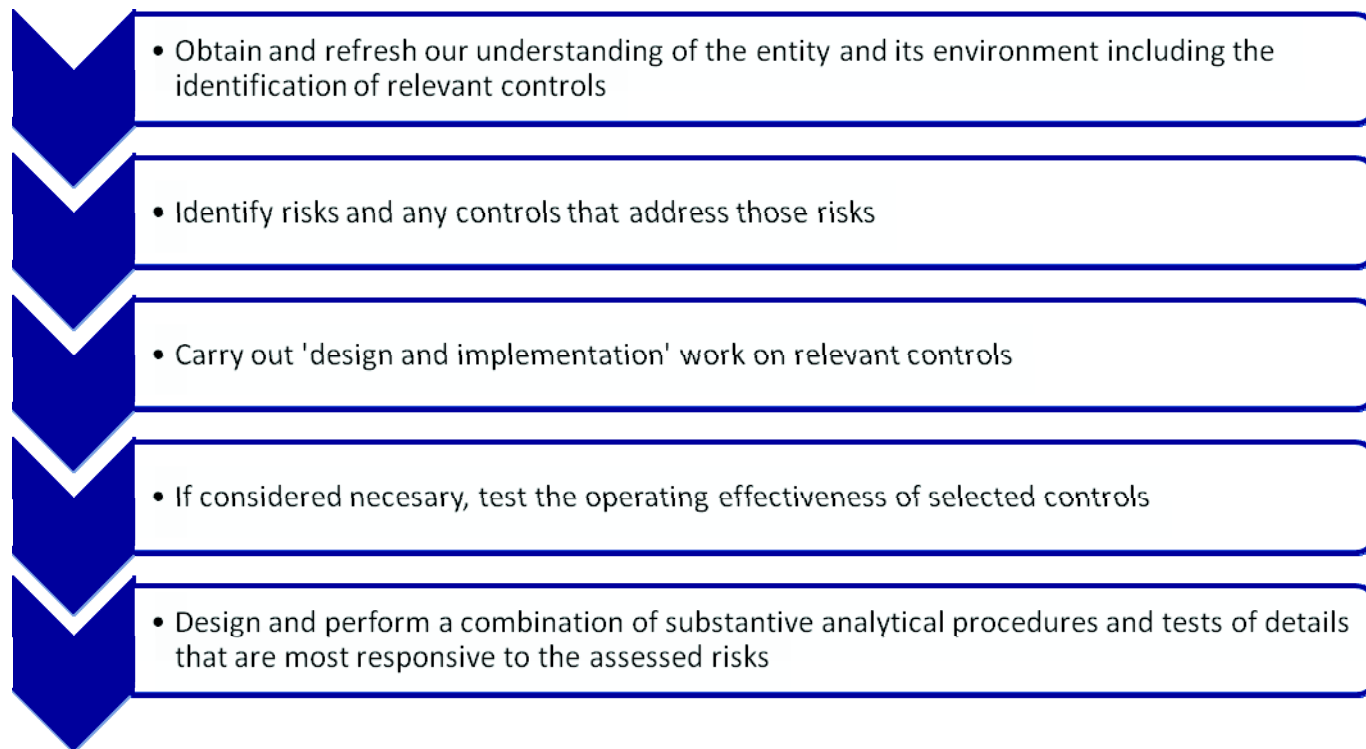 • Obtain and refresh our understanding of the entity and its environment including the
identification of relevant controls
• Identify risks and any controls that address those risks
• Carry out 'design and implementation' work on relevant controls
• If considered necesary, test the operating effectiveness of selected controls
• Design and perform a combination of substantive analytical procedures and tests of details
that are most responsive to the assessed risks